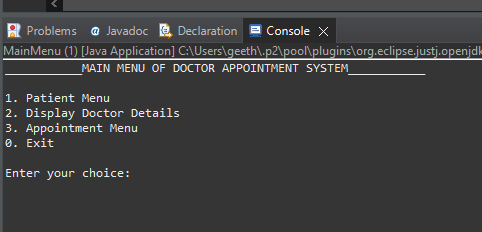 Problems @ Javadoc Declaration Console
MainMenu (1) [Java Application] C:\Users\geeth\.p2\pool\plugins\org.eclipse.justj.openjdk
___________MAIN MENU OF DOCTOR APPOINTMENT SYSTEM___________
1. Patient Menu
2. Display Doctor Details
3. Appointment Menu
0. Exit
Enter your choice: